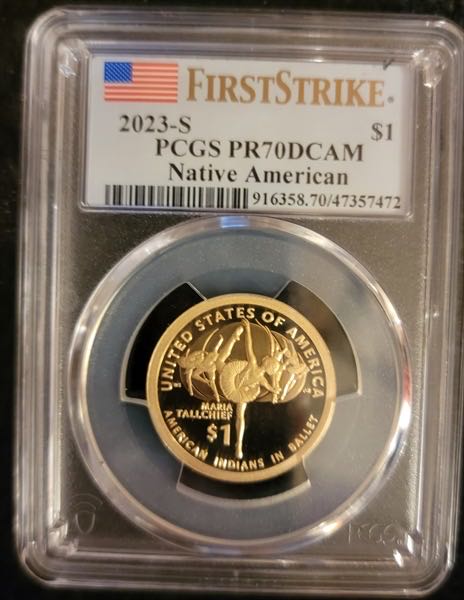 FIRSTSTRIKE®
2023-S $1
PCGS PR70DCAM
Native American
916358.70/47357472
UNITED STATES OF AMERICA
MARIA
TALLCHIEF
$1
AMERICAN INDIANS IN BALLET
PCGS